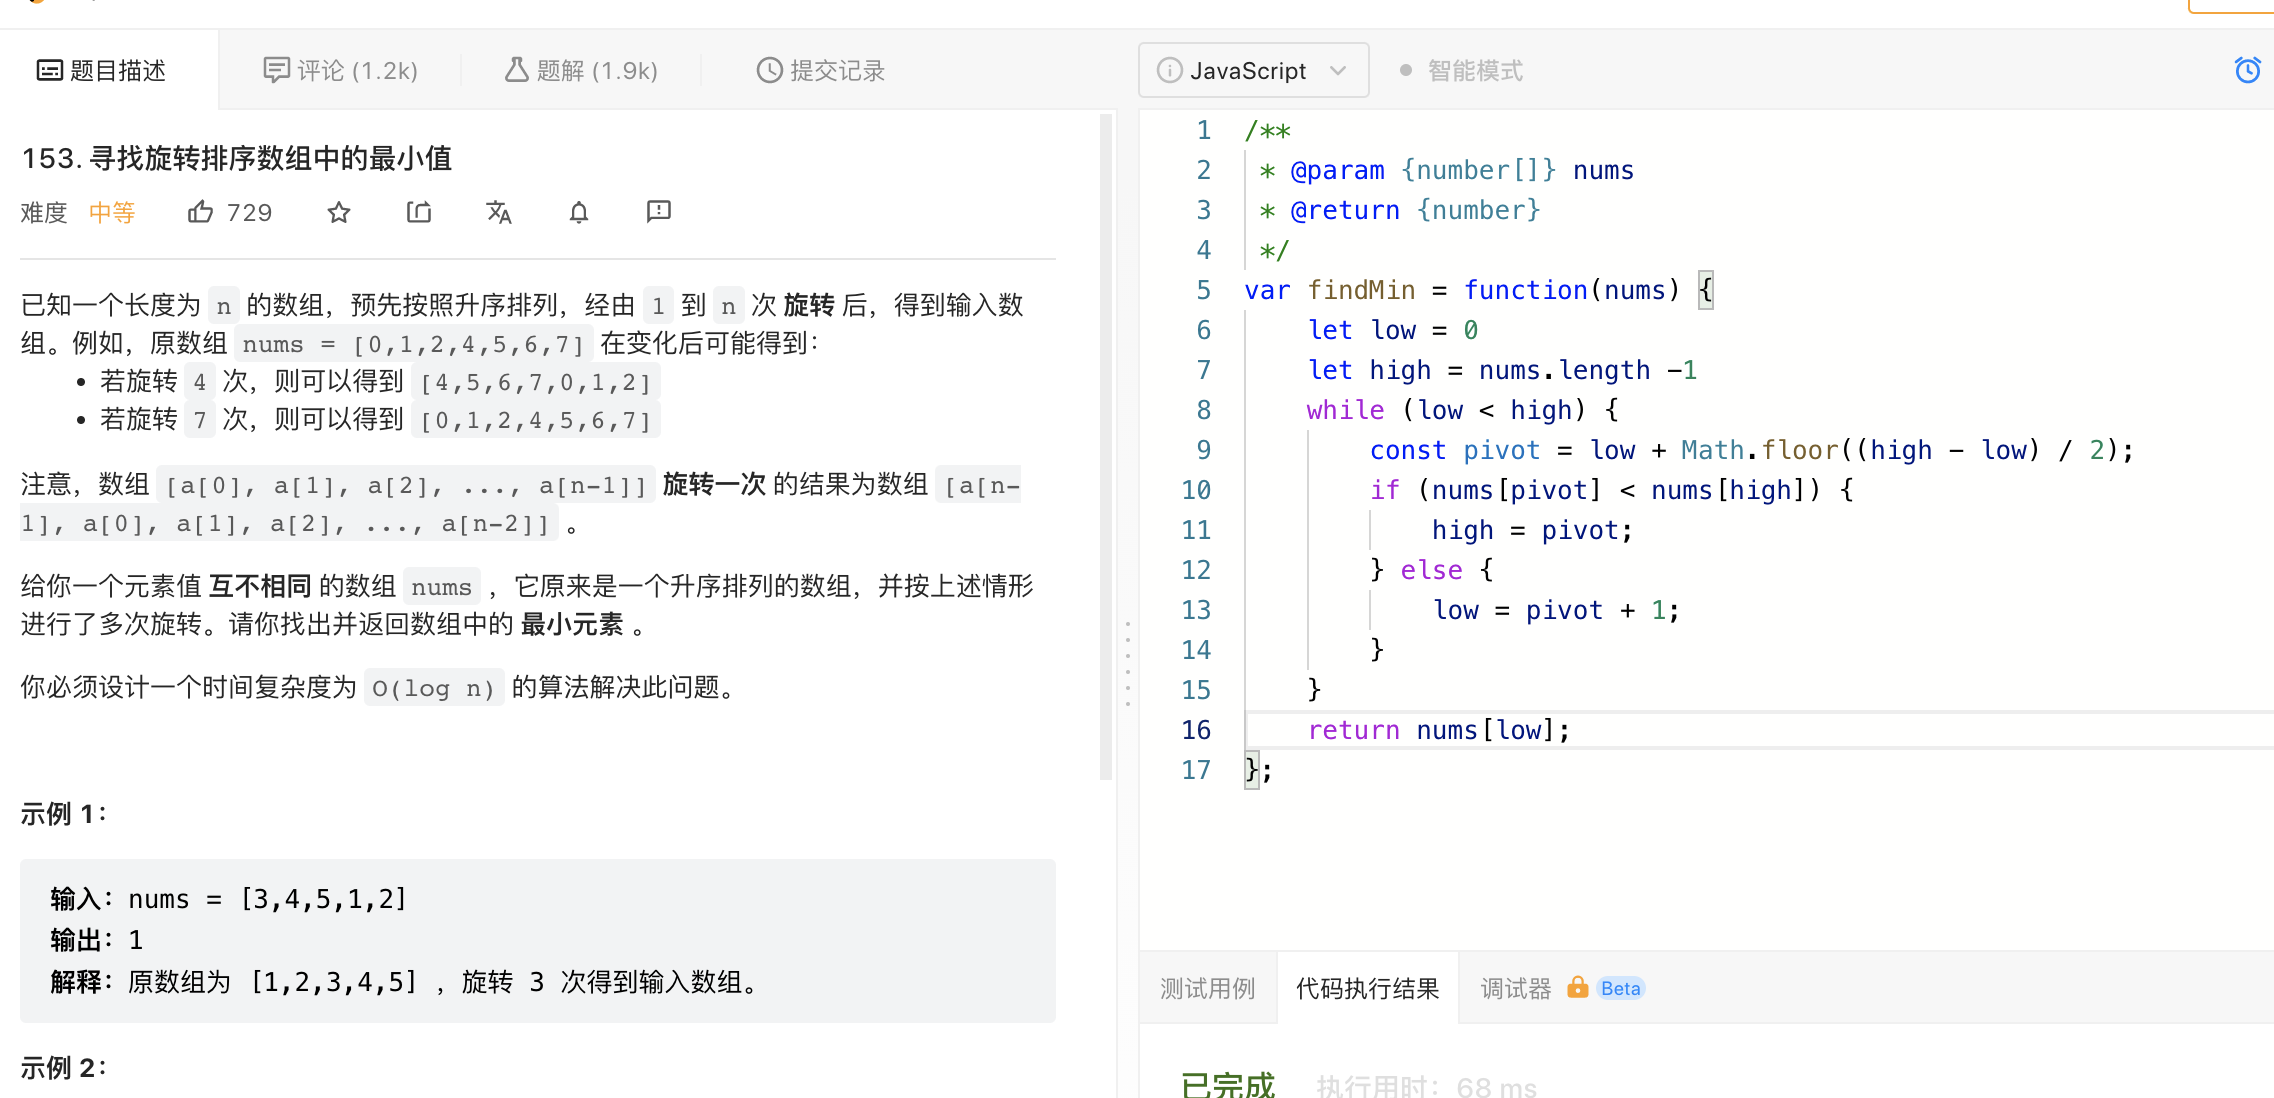 题目描述
评论 (1.2k)
题解 (1.9k)
提交记录
153. 寻找旋转排序数组中的最小值
难度 中等 729
已知一个长度为 n 的数组，预先按照升序排列，经由 1 到 n 次 旋转 后，得到输入数
组。例如，原数组 nums = [0,1,2,4,5,6,7] 在变化后可能得到：
• 若旋转 4 次，则可以得到 [4,5,6,7,0,1,2]
• 若旋转 7 次，则可以得到 [0,1,2,4,5,6,7]
注意，数组 [a[0], a[1], a[2], ..., a[n-1]] 旋转一次 的结果为数组 [a[n-
1], a[0], a[1], a[2], ..., a[n-2]] 。
给你一个元素值 互不相同 的数组 nums ，它原来是一个升序排列的数组，并按上述情形
进行了多次旋转。请你找出并返回数组中的 最小元素 。
你必须设计一个时间复杂度为 O(log n) 的算法解决此问题。
示例 1：
输入：nums = [3,4,5,1,2]
输出：1
解释：原数组为 [1,2,3,4,5] ，旋转 3 次得到输入数组。
示例 2：
JavaScript
智能模式
1 /**
2 * @param {number[]} nums
3 * @return {number}
4 */
5 var findMin = function(nums) {
6 let low = 0
7 let high = nums.length -1
8 while (low < high) {
9 const pivot = low + Math.floor((high - low) / 2);
10 if (nums[pivot] < nums[high]) {
11 high = pivot;
12 } else {
13 low = pivot + 1;
14 }
15 }
16 return nums[low];
17 };
测试用例
代码执行结果
调试器 Beta
已完成 执行用时：68 ms